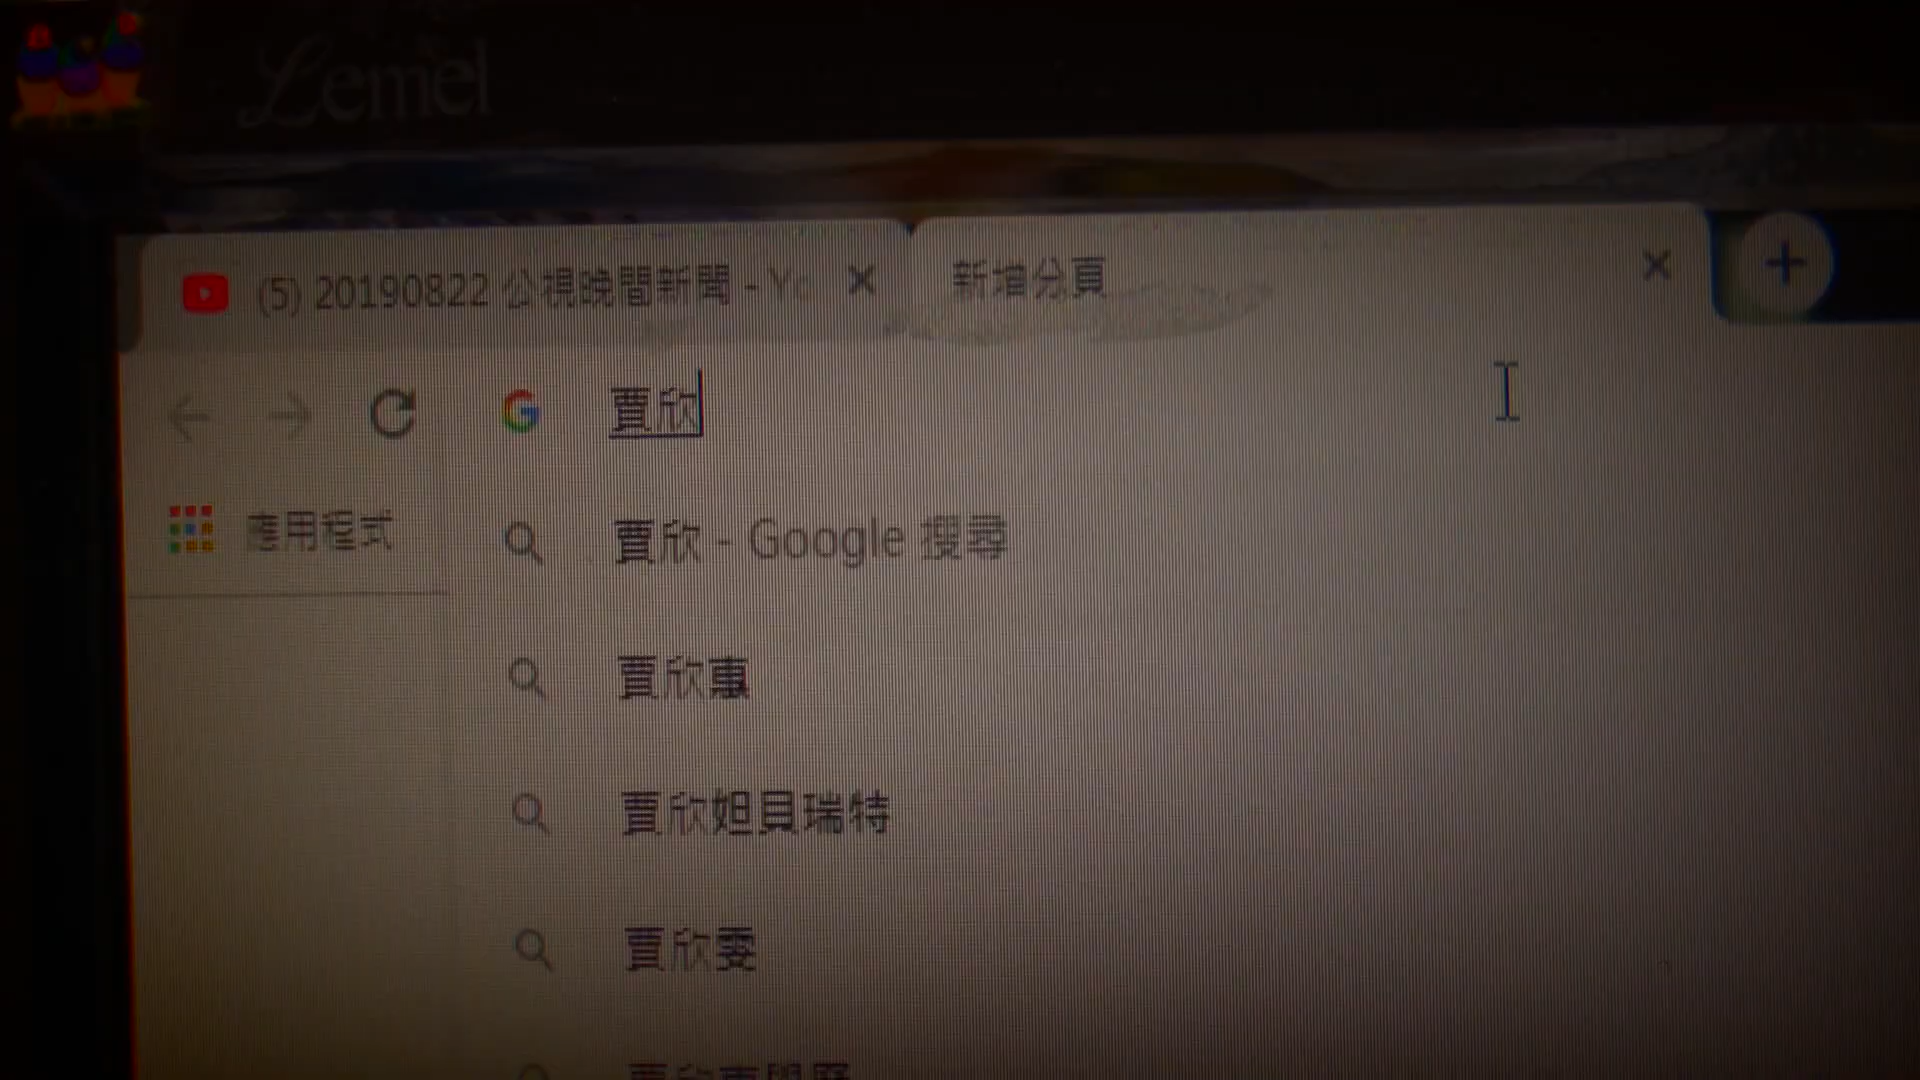 Lemel
(5) 20190822 公視晚間新聞 - Yo
新增分頁
賈欣
應用程式
賈欣 - Google 搜尋
賈欣惠
賈欣妲貝瑞特
賈欣雯